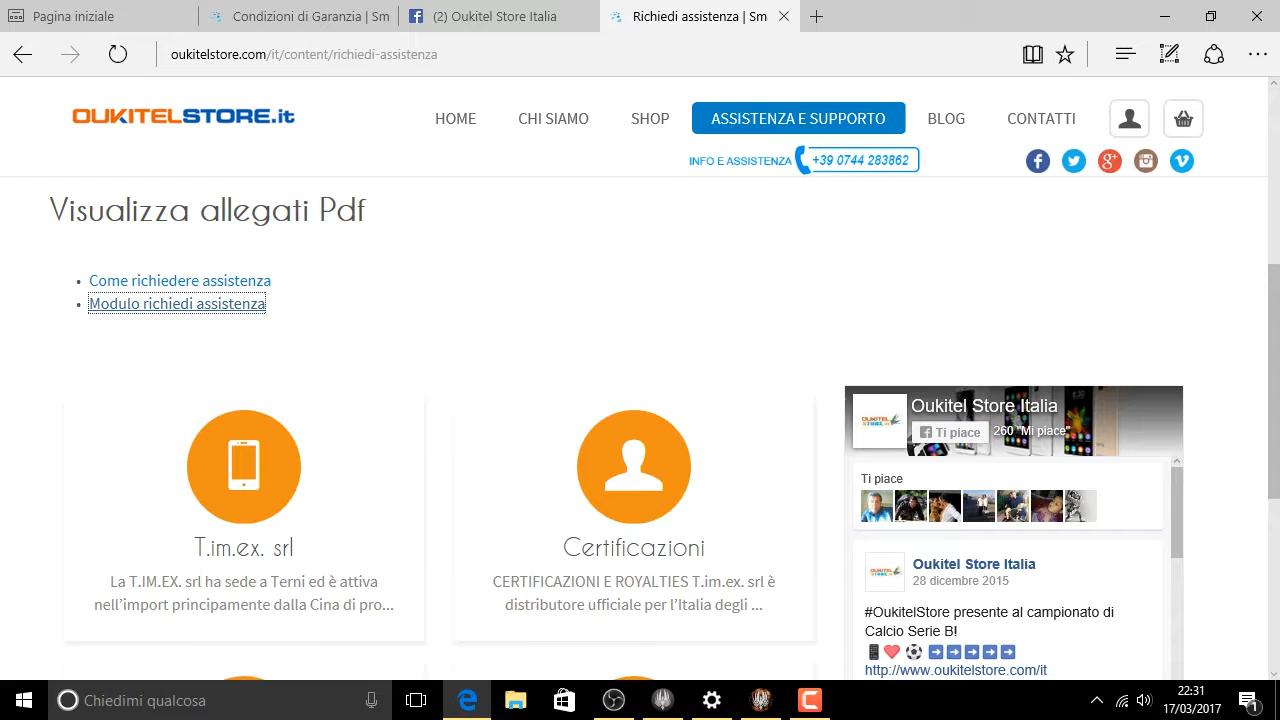 Pagina iniziale
Condizioni di Garanzia | Sm
(2) Oukitel Store Italia
Richiedi assistenza | Sm
oukitelstore.com/it/content/richiedi-assistenza
OUKITELSTORE.it
HOME
CHI SIAMO
SHOP
ASSISTENZA E SUPPORTO
BLOG
CONTATTI
INFO E ASSISTENZA
+39 0744 283862
Visualizza allegati Pdf
• Come richiedere assistenza
• Modulo richiedi assistenza
T.im.ex. srl
La T.IM.EX. srl ha sede a Terni ed è attiva
nell'import principamente dalla Cina di pro...
Certificazioni
CERTIFICAZIONI E ROYALTIES T.im.ex. srl è
distributore ufficiale per l'Italia degli ...
Oukitel Store Italia
Ti piace
260 "Mi piace"
Ti piace
Oukitel Store Italia
28 dicembre 2015
#OukitelStore presente al campionato di
Calcio Serie B!
http://www.oukitelstore.com/it
Chiedimi qualcosa
22:31
17/03/2017
1